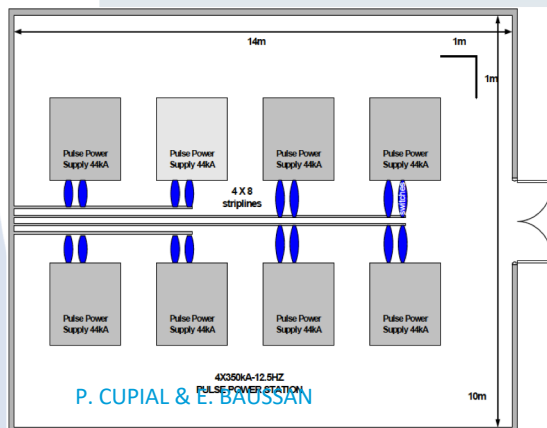 14m
1m
1m
Pulse Power
Supply 44kA
Pulse Power
Supply 44kA
Pulse Power
Supply 44kA
Pulse Power
Supply 44kA
4 X 8
striplines
switches
Pulse Power
Supply 44kA
Pulse Power
Supply 44kA
Pulse Power
Supply 44kA
Pulse Power
Supply 44kA
4X350kA-12.5HZ
PULSE POWER STATION
P. CUPIAL & E. BAUSSAN
10m